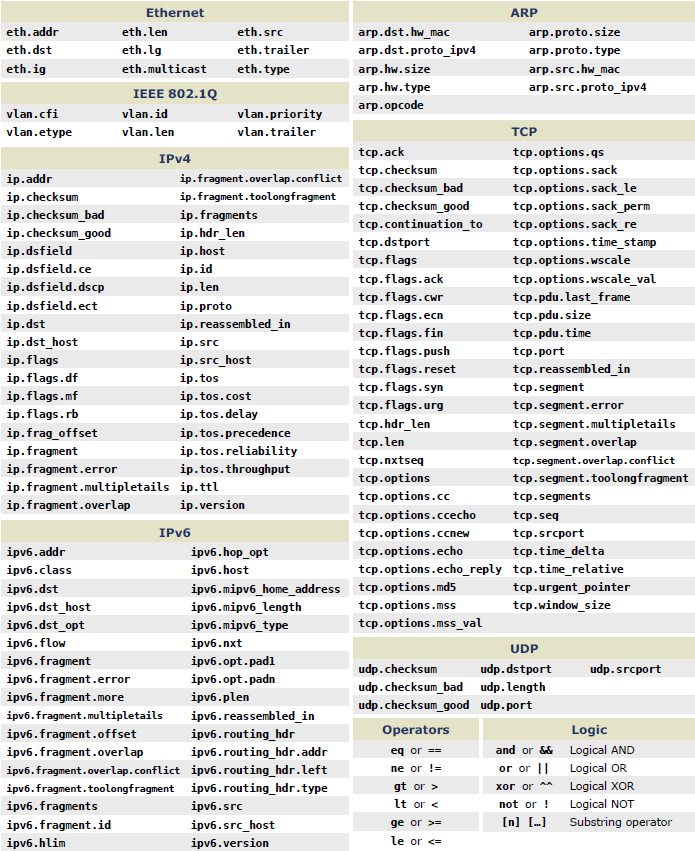 Ethernet
eth.addr eth.len eth.src
eth.dst eth.lg eth.trailer
eth.ig eth.multicast eth.type
IEEE 802.1Q
vlan.cfi vlan.id vlan.priority
vlan.etype vlan.len vlan.trailer
IPv4
ip.addr ip.fragment.overlap.conflict
ip.checksum ip.fragment.toolongfragment
ip.checksum_bad ip.fragments
ip.checksum_good ip.hdr_len
ip.dsfield ip.host
ip.dsfield.ce ip.id
ip.dsfield.dscp ip.len
ip.dsfield.ect ip.proto
ip.dst ip.reassembled_in
ip.dst_host ip.src
ip.flags ip.src_host
ip.flags.df ip.tos
ip.flags.mf ip.tos.cost
ip.flags.rb ip.tos.delay
ip.frag_offset ip.tos.precedence
ip.fragment ip.tos.reliability
ip.fragment.error ip.tos.throughput
ip.fragment.multipletails ip.ttl
ip.fragment.overlap ip.version
IPv6
ipv6.addr ipv6.hop_opt
ipv6.class ipv6.host
ipv6.dst ipv6.mipv6_home_address
ipv6.dst_host ipv6.mipv6_length
ipv6.dst_opt ipv6.mipv6_type
ipv6.flow ipv6.nxt
ipv6.fragment ipv6.opt.pad1
ipv6.fragment.error ipv6.opt.padn
ipv6.fragment.more ipv6.plen
ipv6.fragment.multipletails ipv6.reassembled_in
ipv6.fragment.offset ipv6.routing_hdr
ipv6.fragment.overlap ipv6.routing_hdr.addr
ipv6.fragment.overlap.conflict ipv6.routing_hdr.left
ipv6.fragment.toolongfragment ipv6.routing_hdr.type
ipv6.fragments ipv6.src
ipv6.fragment.id ipv6.src_host
ipv6.hlim ipv6.version
ARP
arp.dst.hw_mac arp.proto.size
arp.dst.proto_ipv4 arp.proto.type
arp.hw.size arp.src.hw_mac
arp.hw.type arp.src.proto_ipv4
arp.opcode
TCP
tcp.ack tcp.options.qs
tcp.checksum tcp.options.sack
tcp.checksum_bad tcp.options.sack_le
tcp.checksum_good tcp.options.sack_perm
tcp.continuation_to tcp.options.sack_re
tcp.dstport tcp.options.time_stamp
tcp.flags tcp.options.wscale
tcp.flags.ack tcp.options.wscale_val
tcp.flags.cwr tcp.pdu.last_frame
tcp.flags.ecn tcp.pdu.size
tcp.flags.fin tcp.pdu.time
tcp.flags.push tcp.port
tcp.flags.reset tcp.reassembled_in
tcp.flags.syn tcp.segment
tcp.flags.urg tcp.segment.error
tcp.hdr_len tcp.segment.multipletails
tcp.len tcp.segment.overlap
tcp.nxtseq tcp.segment.overlap.conflict
tcp.options tcp.segment.toolongfragment
tcp.options.cc tcp.segments
tcp.options.ccecho tcp.seq
tcp.options.ccnew tcp.srcport
tcp.options.echo tcp.time_delta
tcp.options.echo_reply tcp.time_relative
tcp.options.md5 tcp.urgent_pointer
tcp.options.mss tcp.window_size
tcp.options.mss_val
UDP
udp.checksum udp.dstport udp.srcport
udp.checksum_bad udp.length
udp.checksum_good udp.port
Operators
eq or ==
ne or !=
gt or >
lt or <
ge or >=
le or <=
Logic
and or && Logical AND
or or || Logical OR
xor or ^^ Logical XOR
not or ! Logical NOT
[n] […] Substring operator